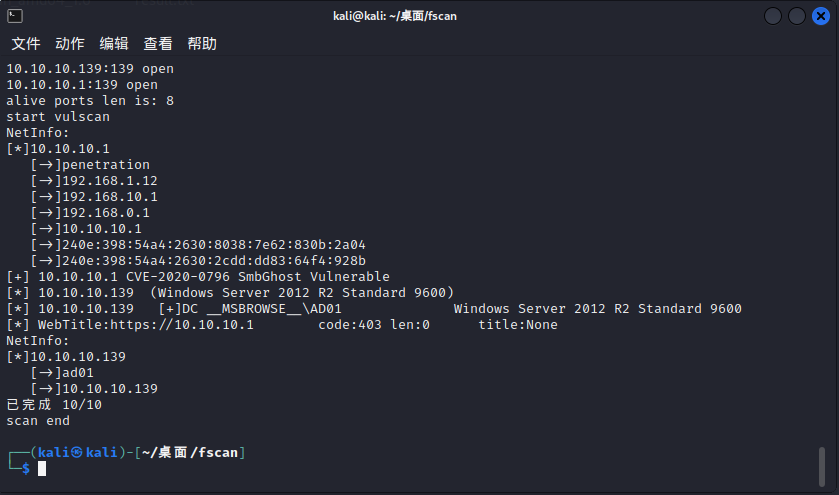 kali@kali: ~/桌面/fscan
文件 动作 编辑 查看 帮助
10.10.10.139:139 open
10.10.10.1:139 open
alive ports len is: 8
start vulscan
NetInfo:
[*]10.10.10.1
   [->]penetration
   [->]192.168.1.12
   [->]192.168.10.1
   [->]192.168.0.1
   [->]10.10.10.1
   [->]240e:398:54a4:2630:8038:7e62:830b:2a04
   [->]240e:398:54a4:2630:2cdd:dd83:64f4:928b
[+] 10.10.10.1 CVE-2020-0796 SmbGhost Vulnerable
[*] 10.10.10.139  (Windows Server 2012 R2 Standard 9600)
[*] 10.10.10.139   [+]DC __MSBROWSE__\AD01              Windows Server 2012 R2 Standard 9600
[*] WebTitle:https://10.10.10.1        code:403 len:0      title:None
NetInfo:
[*]10.10.10.139
   [->]ad01
   [->]10.10.10.139
已完成 10/10
scan end
┌──(kali㉿kali)-[~/桌面/fscan]
└─$